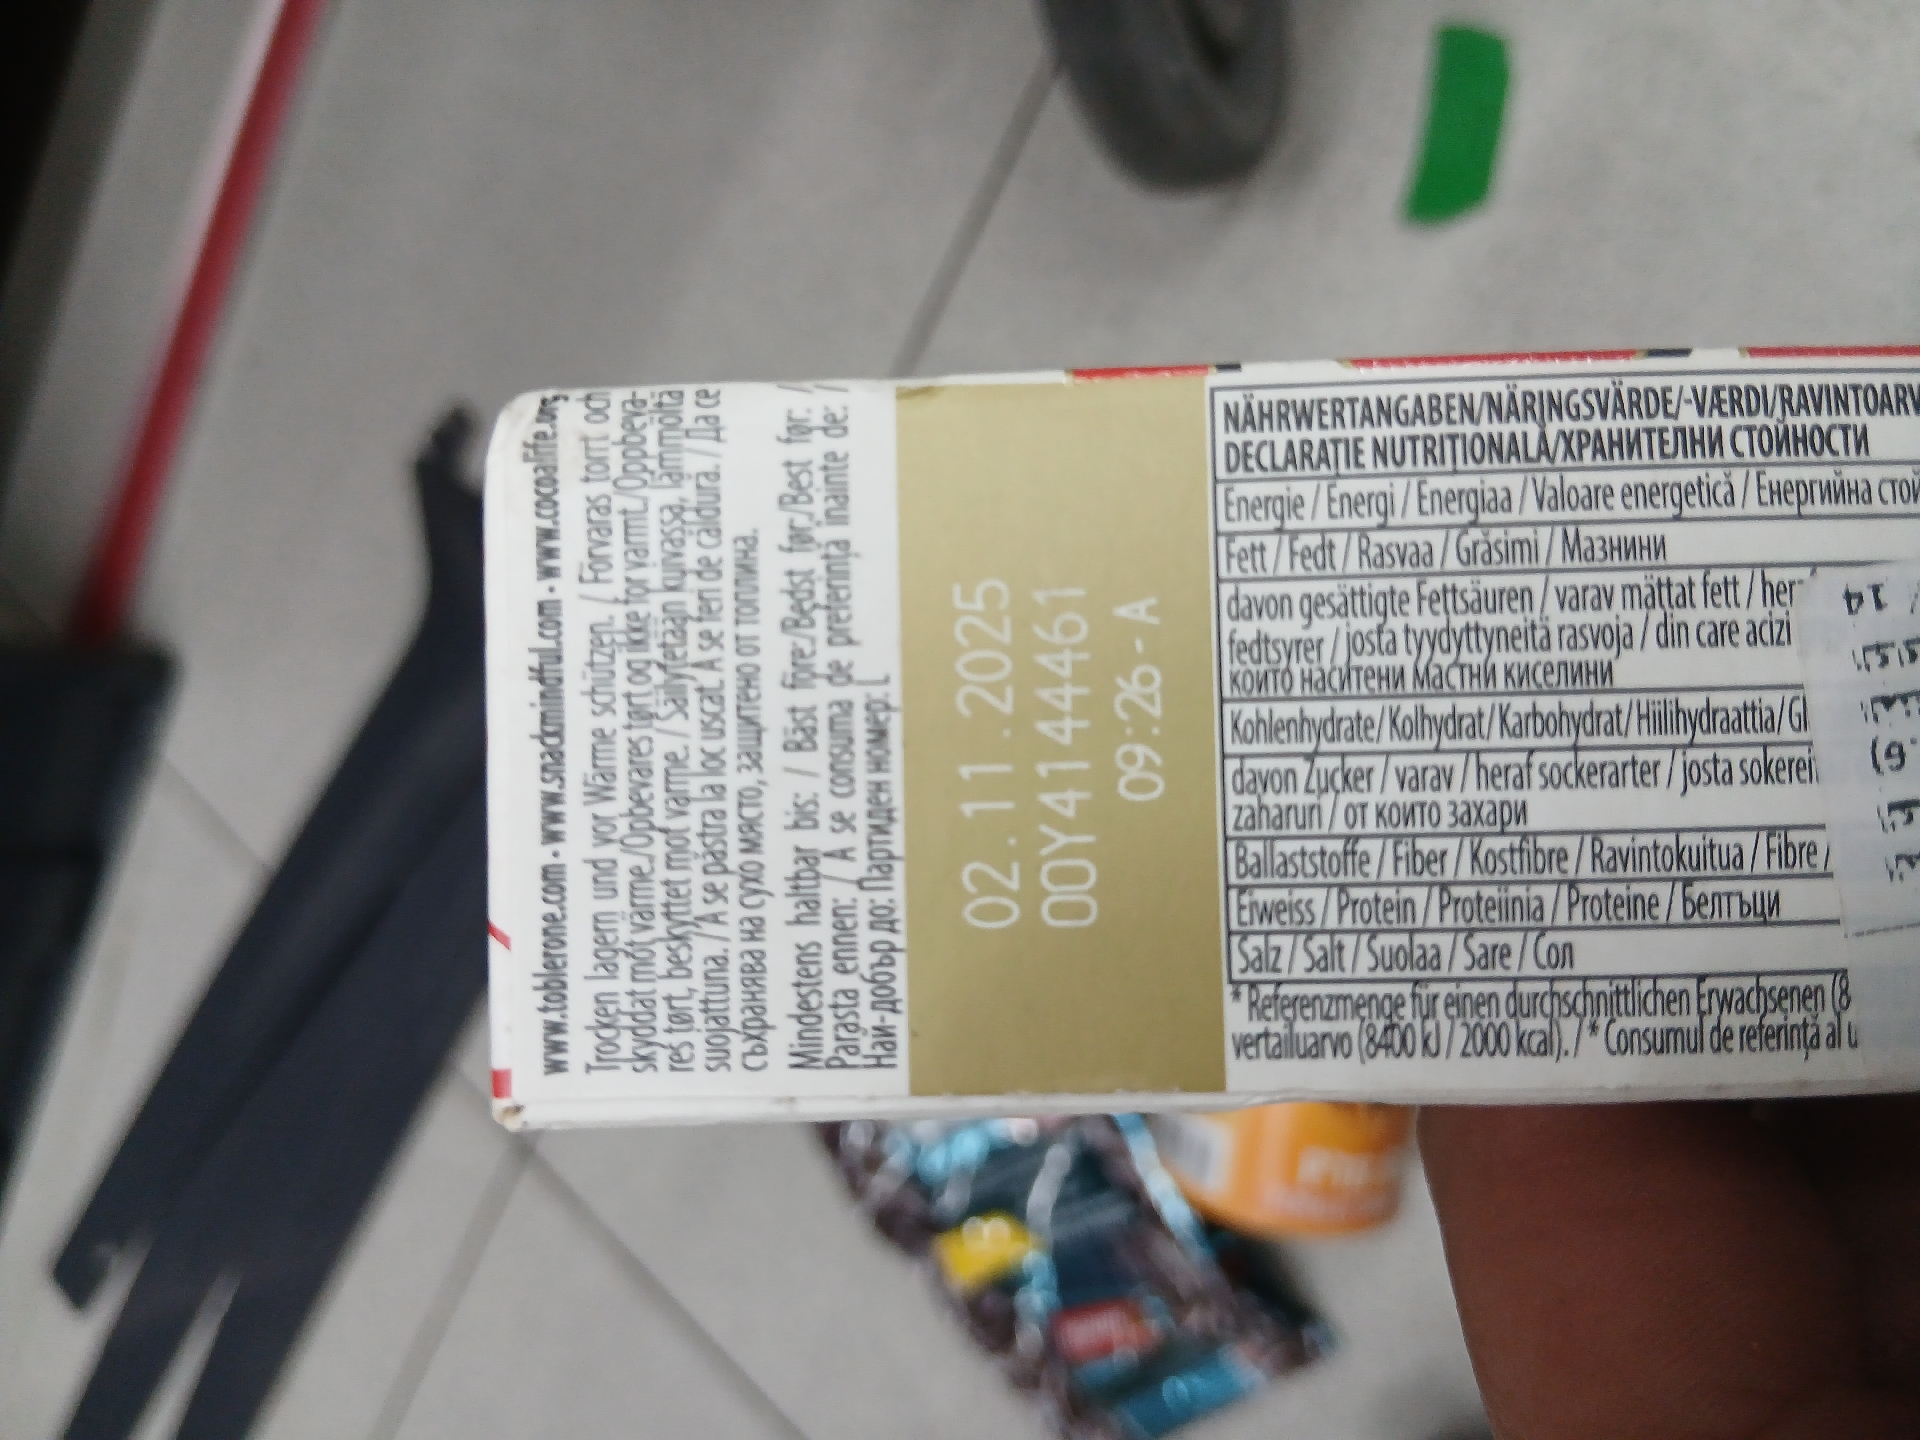 www.toblerone.com - www.snackmindful.com - www.cocoalife.org
Trocken lagern und vor Wärme schützen. / Förvaras torrt och
skyddat mot värme./Opbevares tørt og ikke for varmt./Oppbeva-
res tørt, beskyttet mot varme. / Säilytetään kuivassa, lämmöltä
suojattuna. / A se păstra la loc uscat. A se feri de căldură. / Да се
съхранява на сухо място, защитено от топлина.
Mindestens haltbar bis: / Bäst före:/Bedst før:/Best før: /
Parasta ennen: / A se consuma de preferință înainte de: /
Най-добър до: Партиден номер: L
02.11.2025
OOY4144461
09:26-A
NÄHRWERTANGABEN/NÄRINGSVÄRDE/-VÆRDI/RAVINTOARV
DECLARAȚIE NUTRIȚIONALĂ/ХРАНИТЕЛНИ СТОЙНОСТИ
Energie / Energi / Energiaa / Valoare energetică / Енергийна стой
Fett / Fedt / Rasvaa / Grăsimi / Мазнини
davon gesättigte Fettsäuren / varav mättat fett / her
fedtsyrer / josta tyydyttyneitä rasvoja / din care acizi
които наситени мастни киселини
Kohlenhydrate/Kolhydrat/Karbohydrat/Hiilihydraattia/Gl
davon Zucker / varav / heraf sockerarter / josta sokerei
zaharuri / от които захари
Ballaststoffe / Fiber / Kostfibre / Ravintokuitua / Fibre /
Eiweiss / Protein / Proteiinia / Proteine / Белтъци
Salz / Salt / Suolaa / Sare / Сол
* Referenzmenge für einen durchschnittlichen Erwachsenen (8
vertailuarvo (8400 kJ / 2000 kcal). / * Consumul de referință al u
14